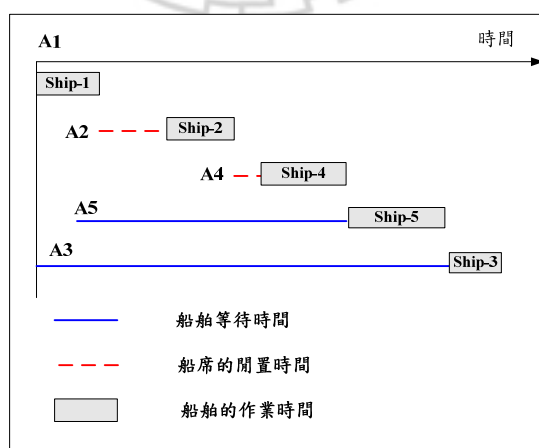 A1
時間
Ship-1
A2
Ship-2
A4
Ship-4
A5
Ship-5
A3
Ship-3
船舶等待時間
船席的閒置時間
船舶的作業時間